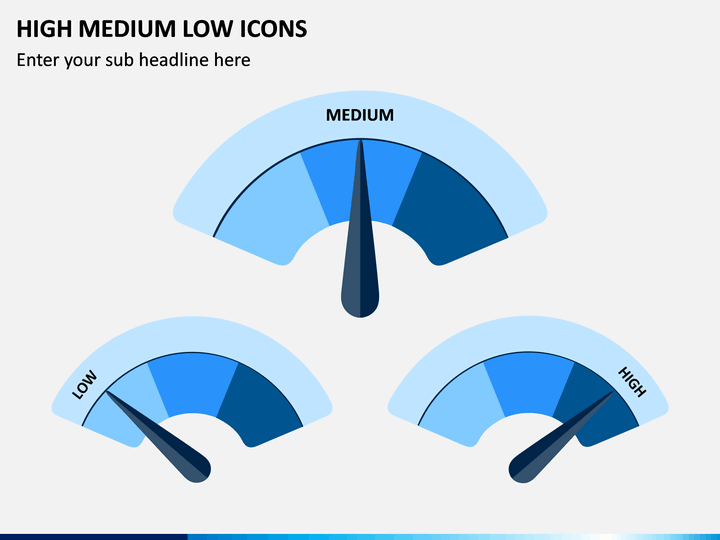 HIGH MEDIUM LOW ICONS
Enter your sub headline here
MEDIUM
LOW
HIGH